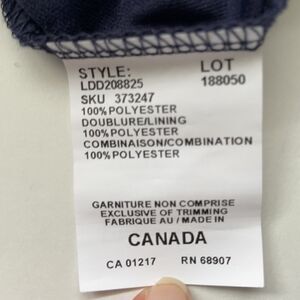 STYLE: LOT
LDD208825 188050
SKU 373247
100% POLYESTER
DOUBLURE/LINING
100% POLYESTER
COMBINAISON/COMBINATION
100% POLYESTER
GARNITURE NON COMPRISE
EXCLUSIVE OF TRIMMING
FABRIQUE AU / MADE IN
CANADA
CA 01217 RN 68907